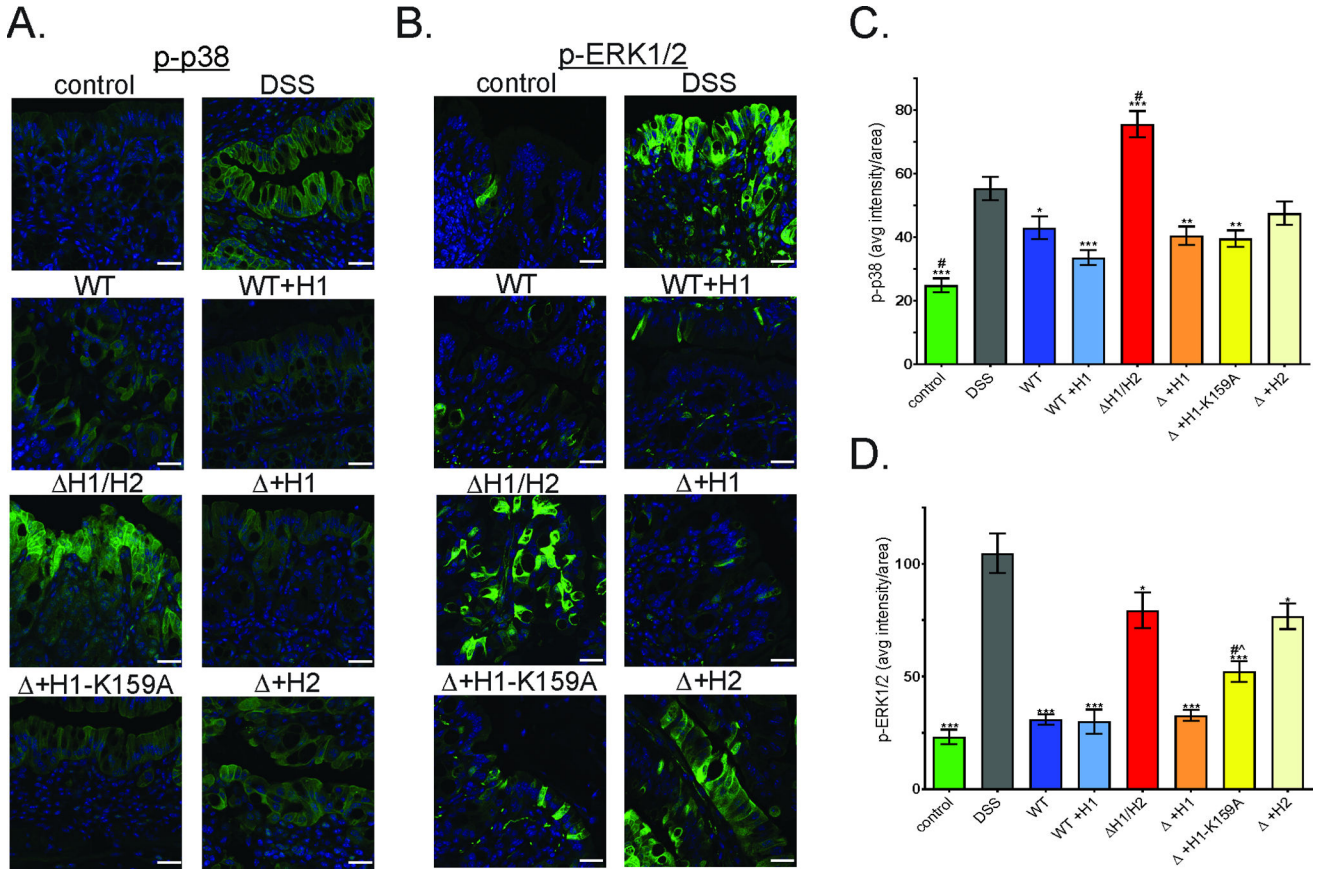 A.
p-p38
control DSS
WT WT+H1
ΔH1/H2 Δ+H1
Δ+H1-K159A Δ+H2
B.
p-ERK1/2
control DSS
WT WT+H1
ΔH1/H2 Δ+H1
Δ+H1-K159A Δ+H2
C.
p-p38 (avg intensity/area)
80
60
40
20
0
#
***
*
***
#
***
**
**
control DSS WT WT +H1 ΔH1/H2 Δ +H1 Δ +H1-K159A Δ +H2
D.
p-ERK1/2 (avg intensity/area)
100
50
0
***
***
***
*
***
#^
***
*
control DSS WT WT +H1 ΔH1/H2 Δ +H1 Δ +H1-K159A Δ +H2